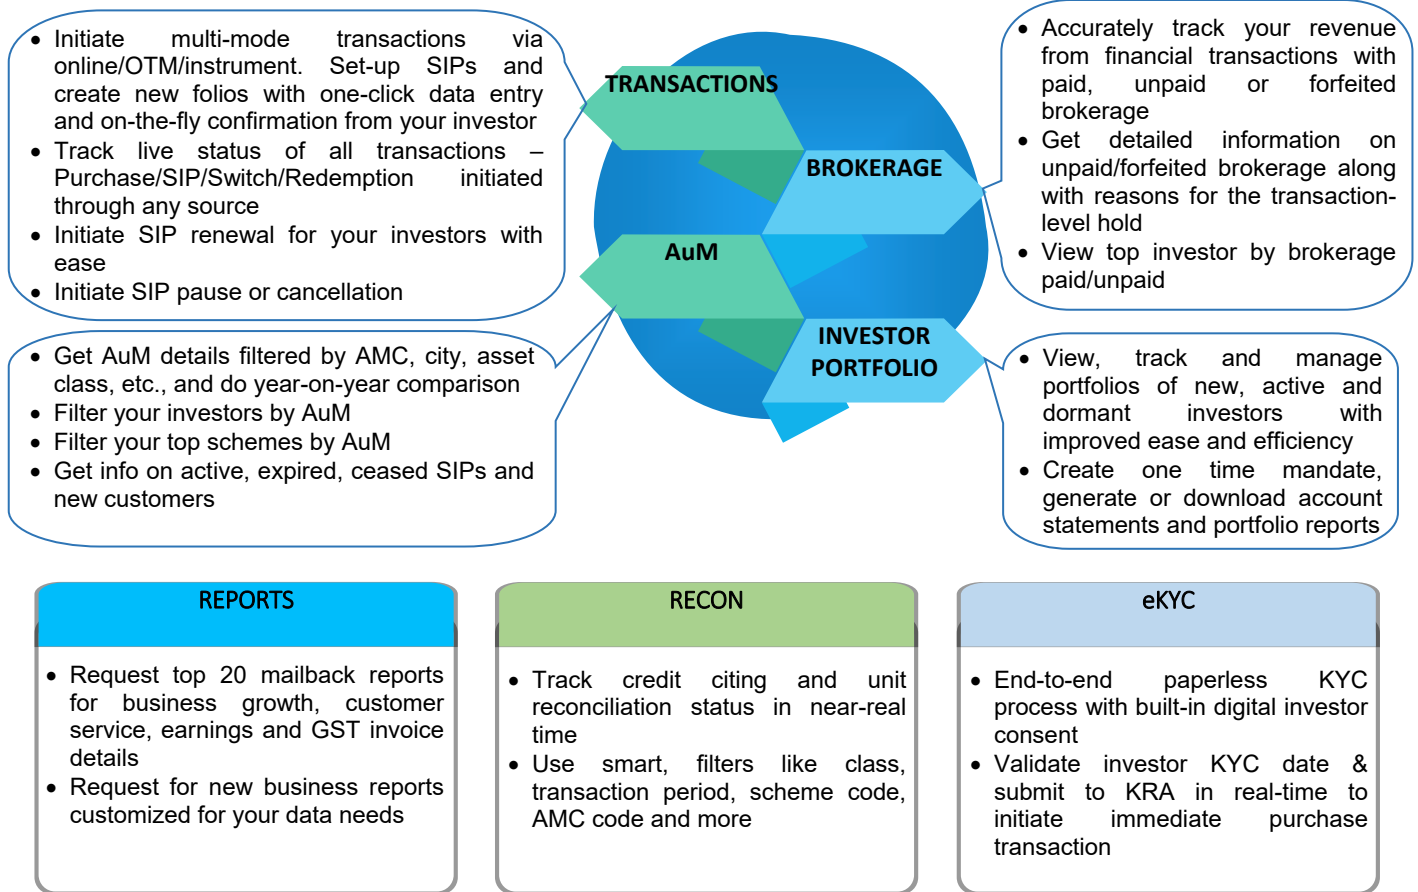 • Initiate multi-mode transactions via
online/OTM/instrument. Set-up SIPs and
create new folios with one-click data entry
and on-the-fly confirmation from your investor
• Track live status of all transactions –
Purchase/SIP/Switch/Redemption initiated
through any source
• Initiate SIP renewal for your investors with
ease
• Initiate SIP pause or cancellation
TRANSACTIONS
BROKERAGE
AuM
INVESTOR
PORTFOLIO
• Accurately track your revenue
from financial transactions with
paid, unpaid or forfeited
brokerage
• Get detailed information on
unpaid/forfeited brokerage along
with reasons for the transaction-
level hold
• View top investor by brokerage
paid/unpaid
• Get AuM details filtered by AMC, city, asset
class, etc., and do year-on-year comparison
• Filter your investors by AuM
• Filter your top schemes by AuM
• Get info on active, expired, ceased SIPs and
new customers
• View, track and manage
portfolios of new, active and
dormant investors with
improved ease and efficiency
• Create one time mandate,
generate or download account
statements and portfolio reports
REPORTS
• Request top 20 mailback reports
for business growth, customer
service, earnings and GST invoice
details
• Request for new business reports
customized for your data needs
RECON
• Track credit citing and unit
reconciliation status in near-real
time
• Use smart, filters like class,
transaction period, scheme code,
AMC code and more
eKYC
• End-to-end paperless KYC
process with built-in digital investor
consent
• Validate investor KYC date &
submit to KRA in real-time to
initiate immediate purchase
transaction